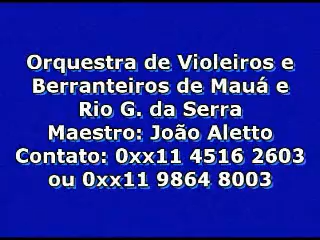 Orquestra de Violeiros e
Berranteiros de Mauá e
Rio G. da Serra
Maestro: João Aletto
Contato: 0xx11 4516 2603
ou 0xx11 9864 8003